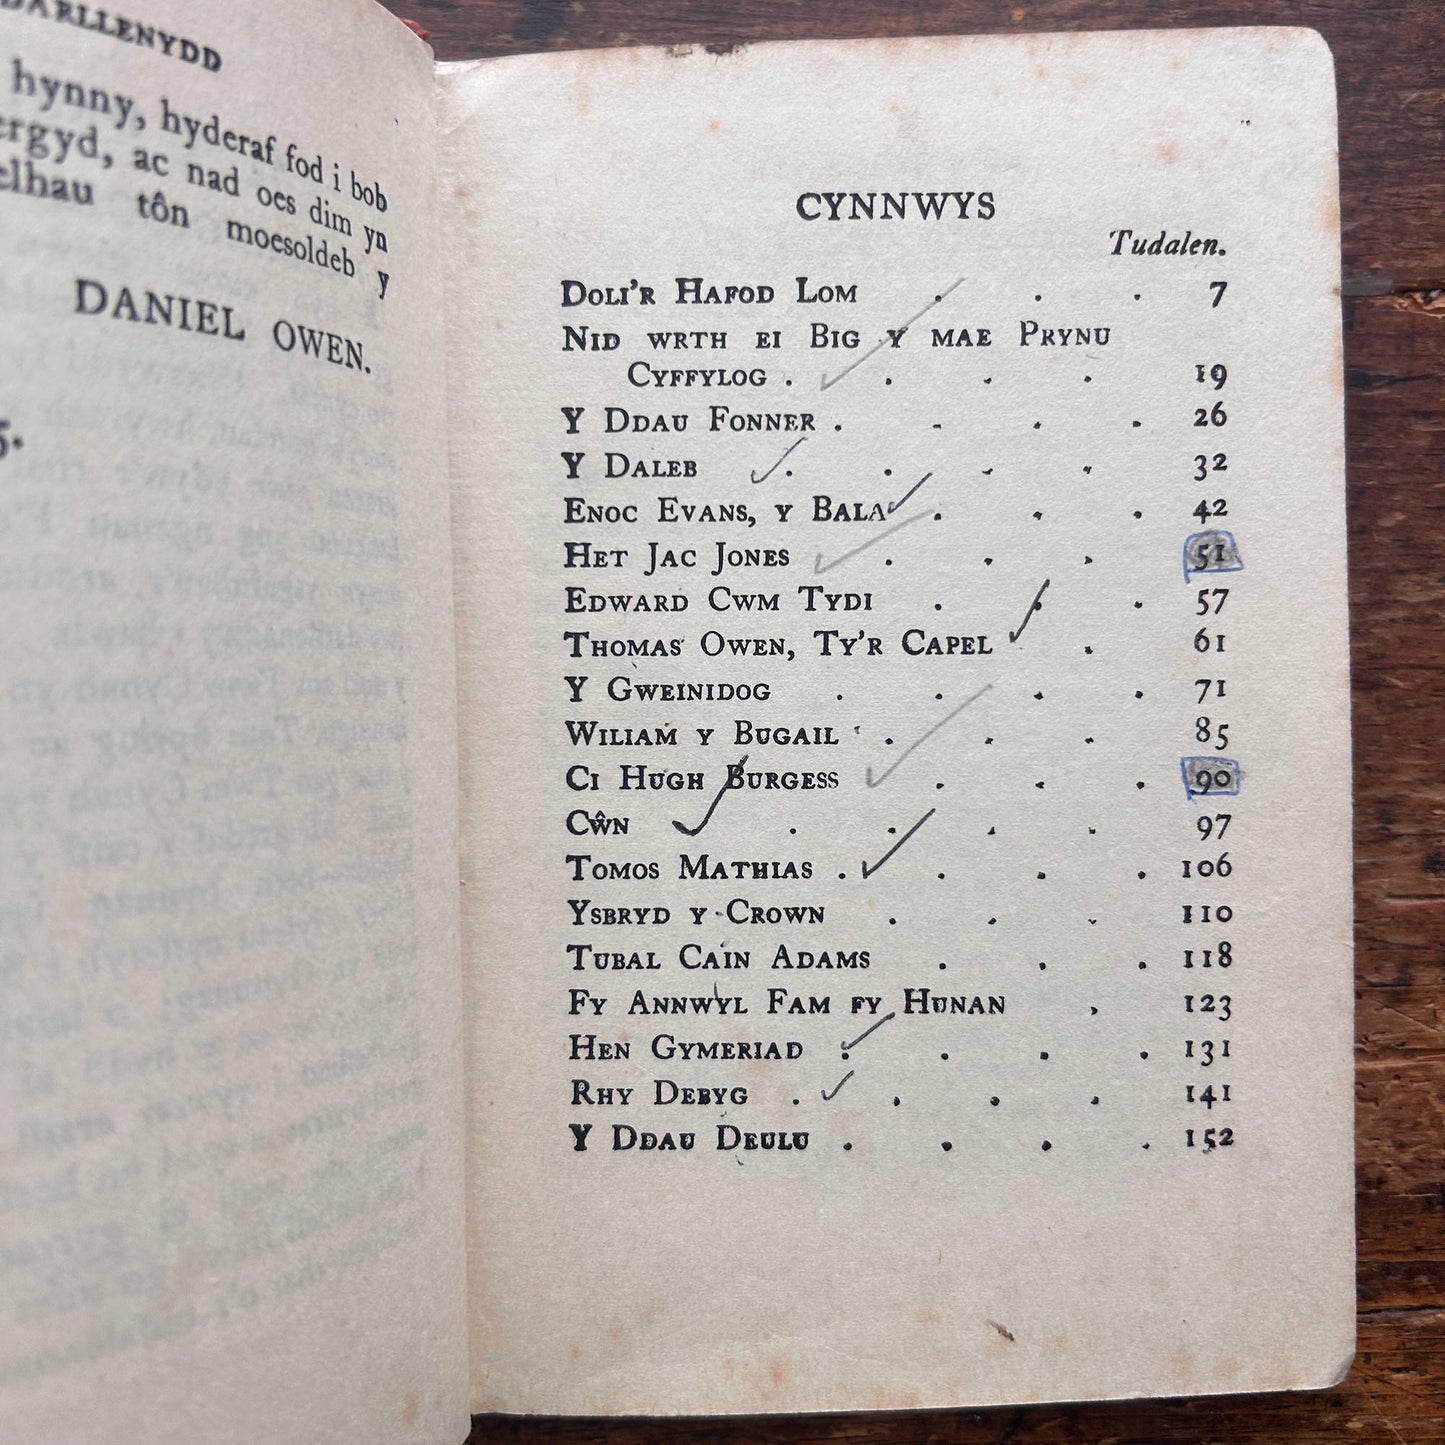 DARLLENYDD
hynny, hyderaf fod i bob
ergyd, ac nad oes dim yn
elhau tôn moesoldeb y
DANIEL OWEN.
5.
CYNNWYS
Tudalen.
DOLI'R HAFOD LOM . . . 7
NID WRTH EI BIG Y MAE PRYNU
CYFFYLOG . . . . 19
Y DDAU FONNER . . . . 26
Y DALEB . . . . 32
ENOC EVANS, Y BALA . . . 42
HET JAC JONES . . . 51
EDWARD CWM TYDI . . . 57
THOMAS OWEN, TY'R CAPEL . 61
Y GWEINIDOG . . . . 71
WILIAM Y BUGAIL . . . 85
CI HUGH BURGESS . . . 90
CŴN . . . . 97
TOMOS MATHIAS . . . . 106
YSBRYD Y CROWN . . . 110
TUBAL CAIN ADAMS . . . 118
FY ANNWYL FAM FY HUNAN . 123
HEN GYMERIAD . . . . 131
RHY DEBYG . . . . 141
Y DDAU DEULU . . . . 152